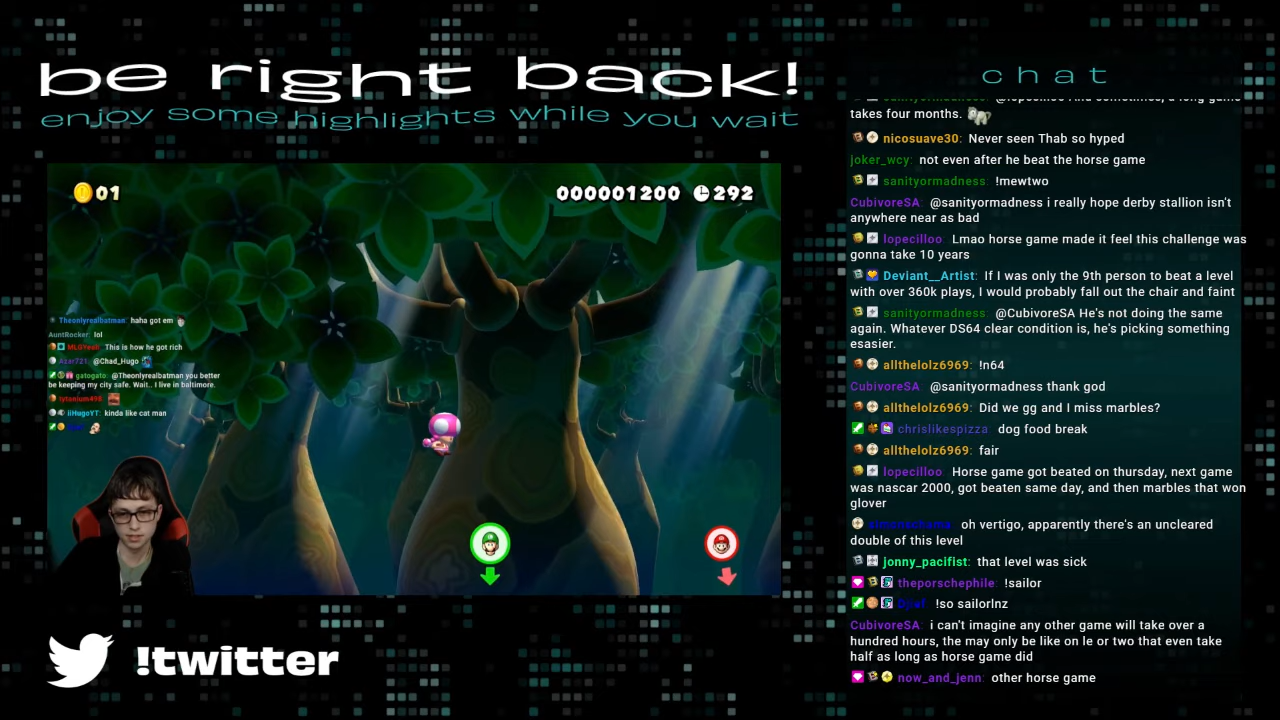 be right back!
enjoy some highlights while you wait
01
000001200 292
Theonlyrealbatman: haha got em
AuntRocker: lol
MLGYeall: This is how he got rich
@Chad_Hugo
gatogato: @Theonlyrealbatman you better
be keeping my city safe. Wait.. I live in baltimore.
lytonium498
iiHugoYT: kinda like cat man
!twitter
chat
takes four months.
nicosuave30: Never seen Thab so hyped
joker_wcy: not even after he beat the horse game
sanityormadness: !mewtwo
CubivoreSA: @sanityormadness i really hope derby stallion isn't
anywhere near as bad
lopecilloo: Lmao horse game made it feel this challenge was
gonna take 10 years
Deviant__Artist: If I was only the 9th person to beat a level
with over 360k plays, I would probably fall out the chair and faint
sanityormadness: @CubivoreSA He's not doing the same
again. Whatever DS64 clear condition is, he's picking something
esasier.
allthelolz6969: !n64
CubivoreSA: @sanityormadness thank god
allthelolz6969: Did we gg and I miss marbles?
chrislikespizza: dog food break
allthelolz6969: fair
lopecilloo: Horse game got beated on thursday, next game
was nascar 2000, got beaten same day, and then marbles that won
glover
oh vertigo, apparently there's an uncleared
double of this level
jonny_pacifist: that level was sick
theporschephile: !sailor
!so sailorlnz
CubivoreSA: i can't imagine any other game will take over a
hundred hours, the may only be like on le or two that even take
half as long as horse game did
now_and_jenn: other horse game